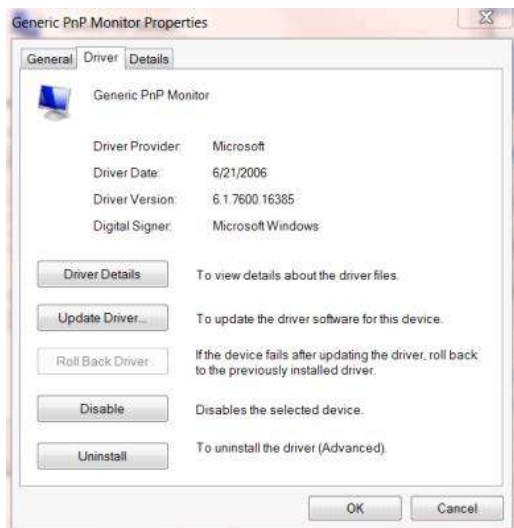 Generic PnP Monitor Properties
General Driver Details
Generic PnP Monitor
Driver Provider: Microsoft
Driver Date: 6/21/2006
Driver Version: 6.1.7600.16385
Digital Signer: Microsoft Windows
Driver Details To view details about the driver files.
Update Driver... To update the driver software for this device.
Roll Back Driver If the device fails after updating the driver, roll back
to the previously installed driver.
Disable Disables the selected device.
Uninstall To uninstall the driver (Advanced).
OK Cancel